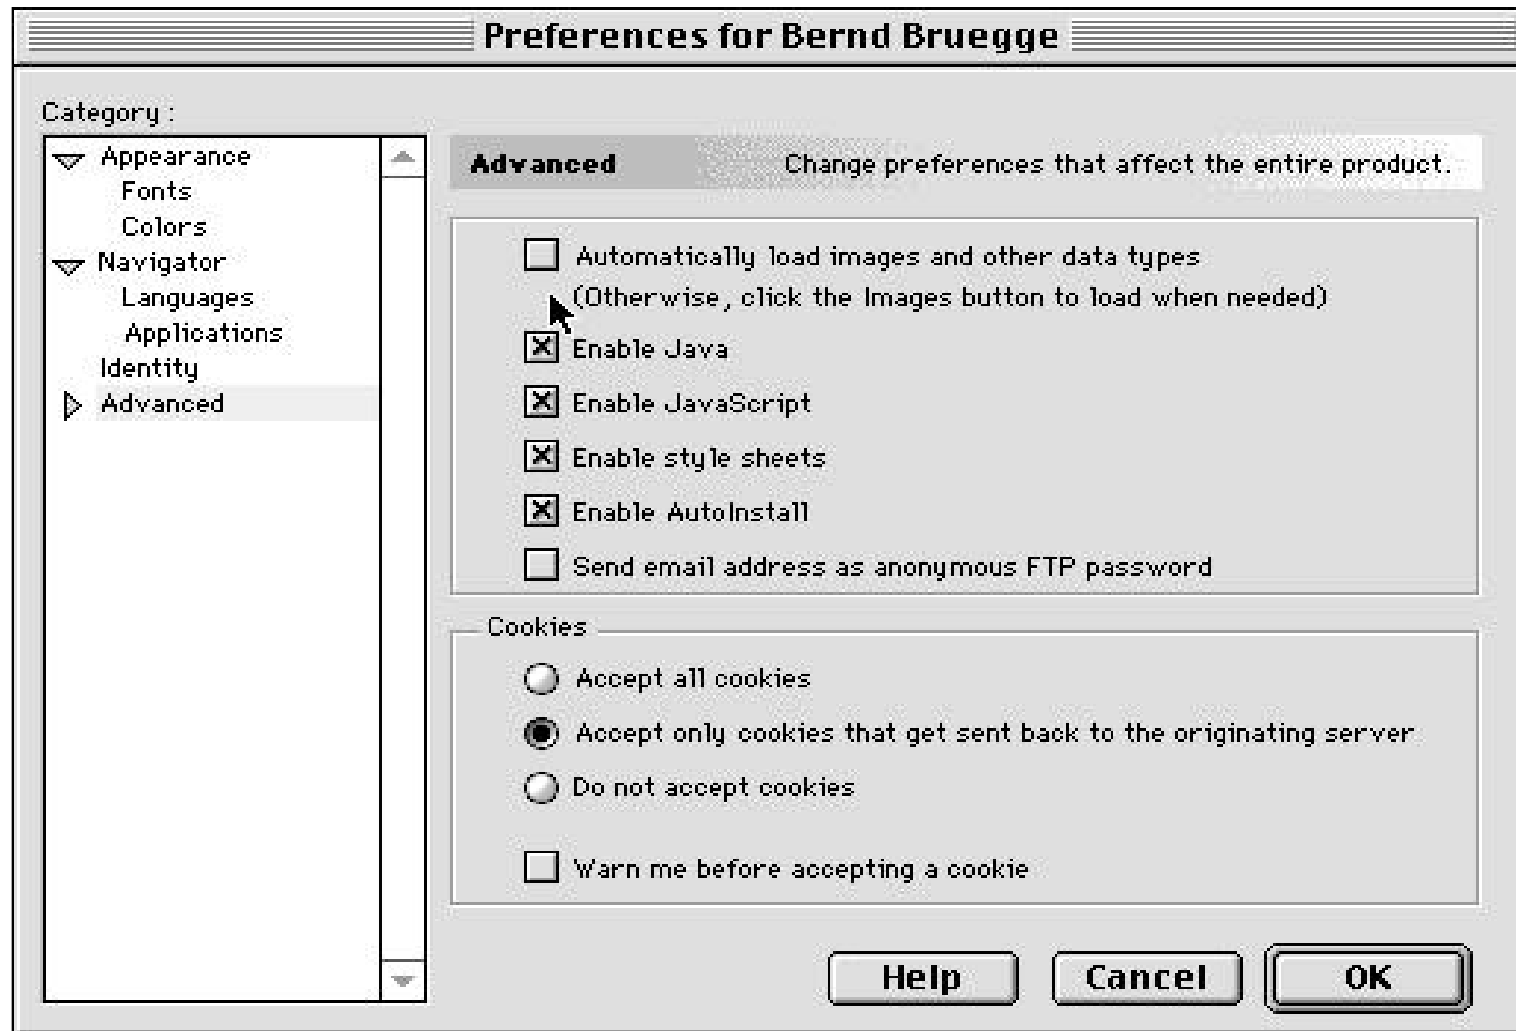 Preferences for Bernd Bruegge
Category :
Appearance
Fonts
Colors
Navigator
Languages
Applications
Identity
Advanced
Advanced Change preferences that affect the entire product.
Automatically load images and other data types
(Otherwise, click the Images button to load when needed)
Enable Java
Enable JavaScript
Enable style sheets
Enable AutoInstall
Send email address as anonymous FTP password
Cookies
Accept all cookies
Accept only cookies that get sent back to the originating server
Do not accept cookies
Warn me before accepting a cookie
Help Cancel OK